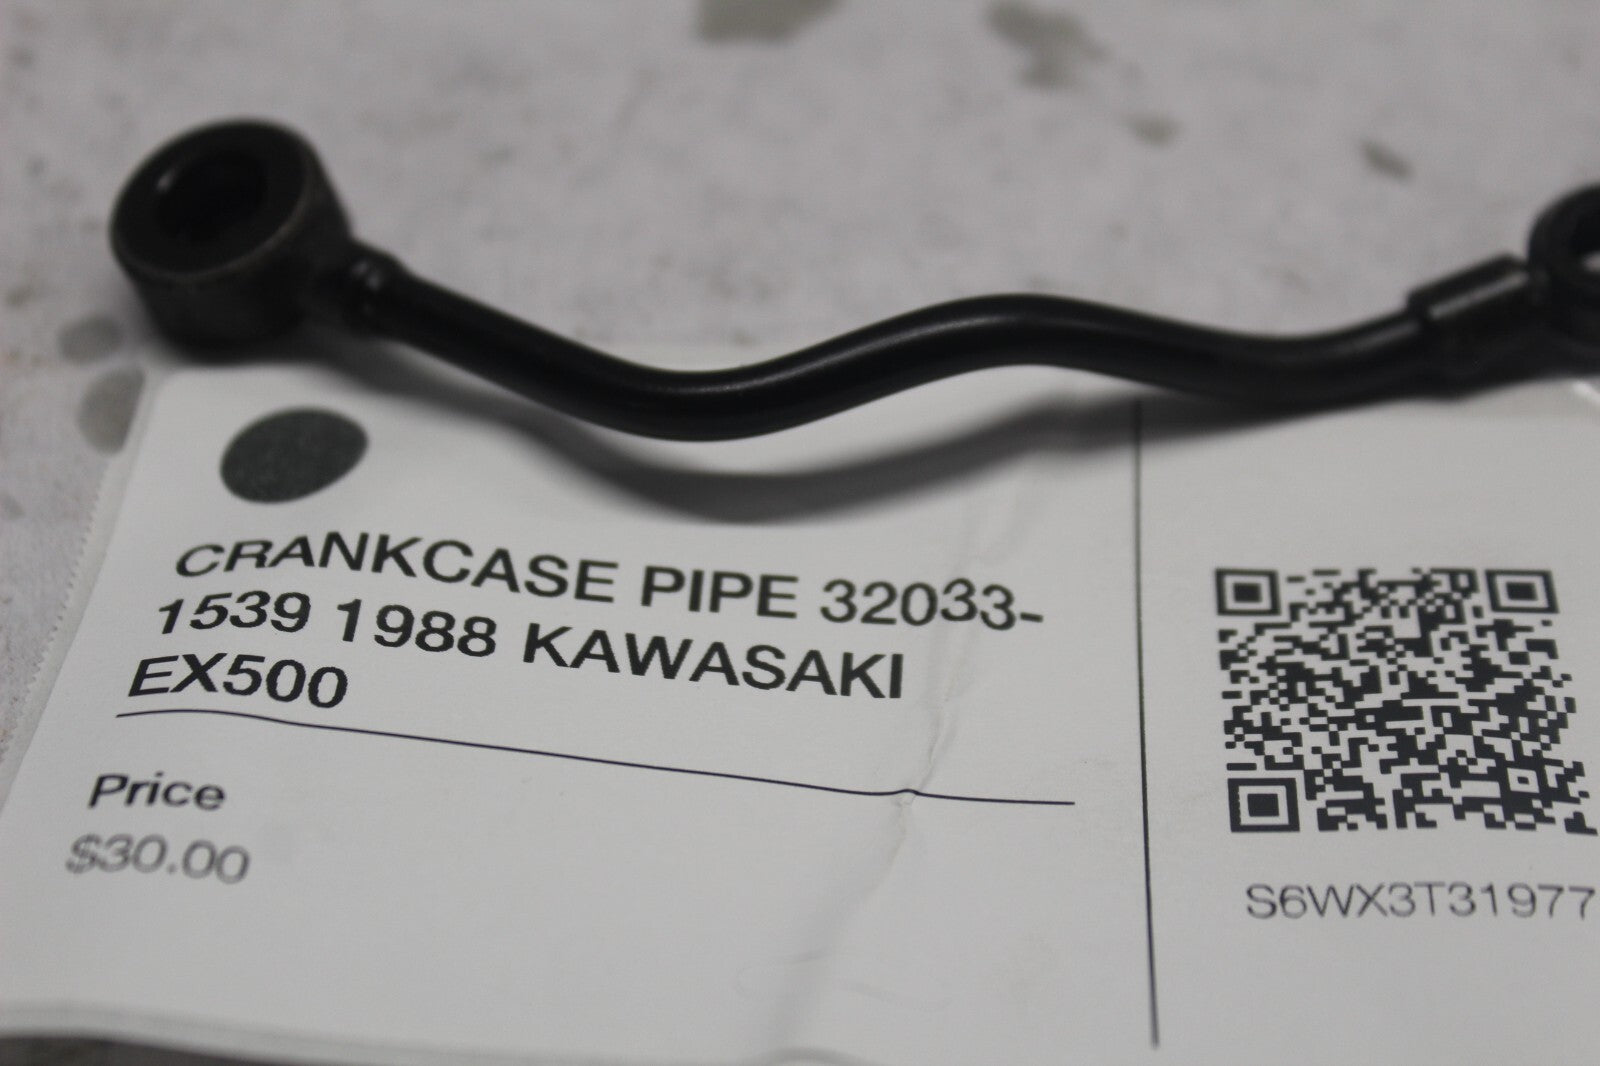 CRANKCASE PIPE 32033-
1539 1988 KAWASAKI
EX500
Price
$30.00
S6WX3T31977